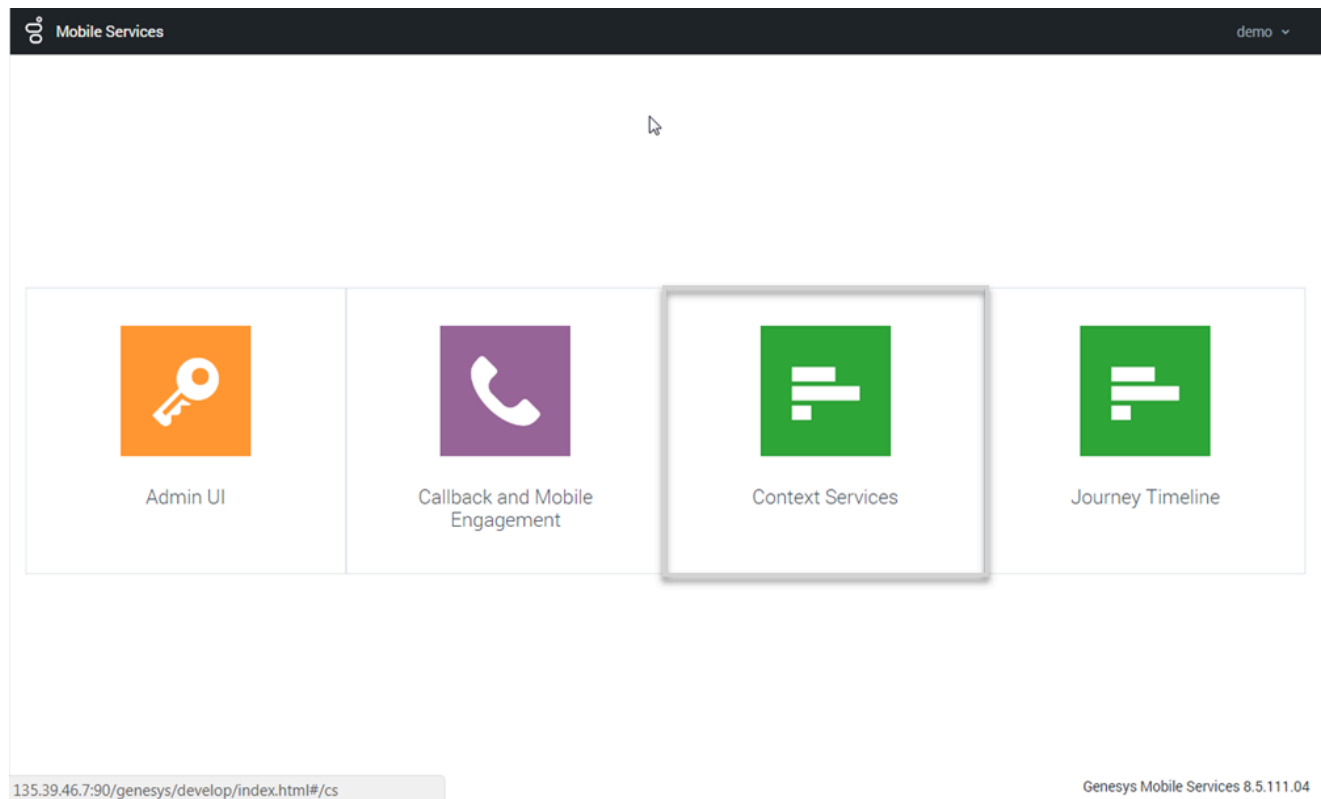 Mobile Services
demo
Admin UI
Callback and Mobile
Engagement
Context Services
Journey Timeline
135.39.46.7:90/genesys/develop/index.html#/cs
Genesys Mobile Services 8.5.111.04